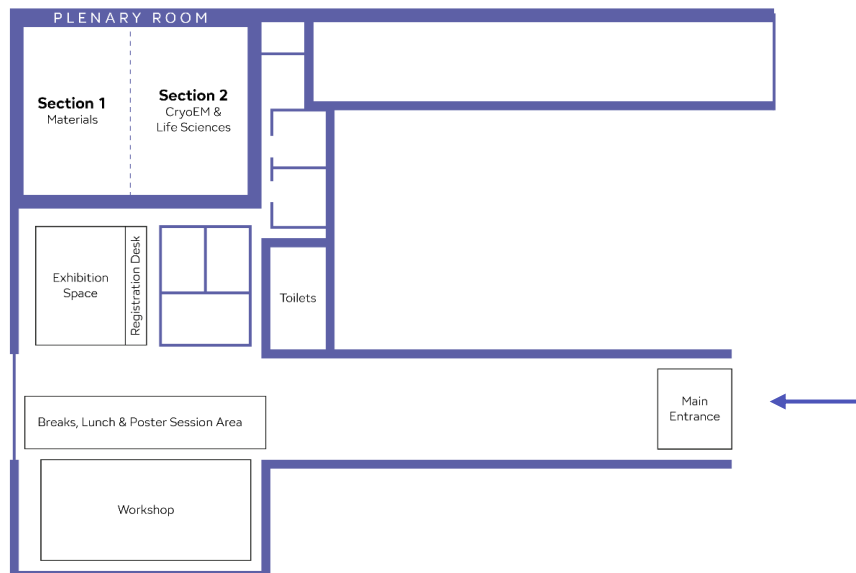 PLENARY ROOM
Section 1
Materials
Section 2
CryoEM &
Life Sciences
Exhibition
Space
Registration Desk
Toilets
Main
Entrance
Breaks, Lunch & Poster Session Area
Workshop